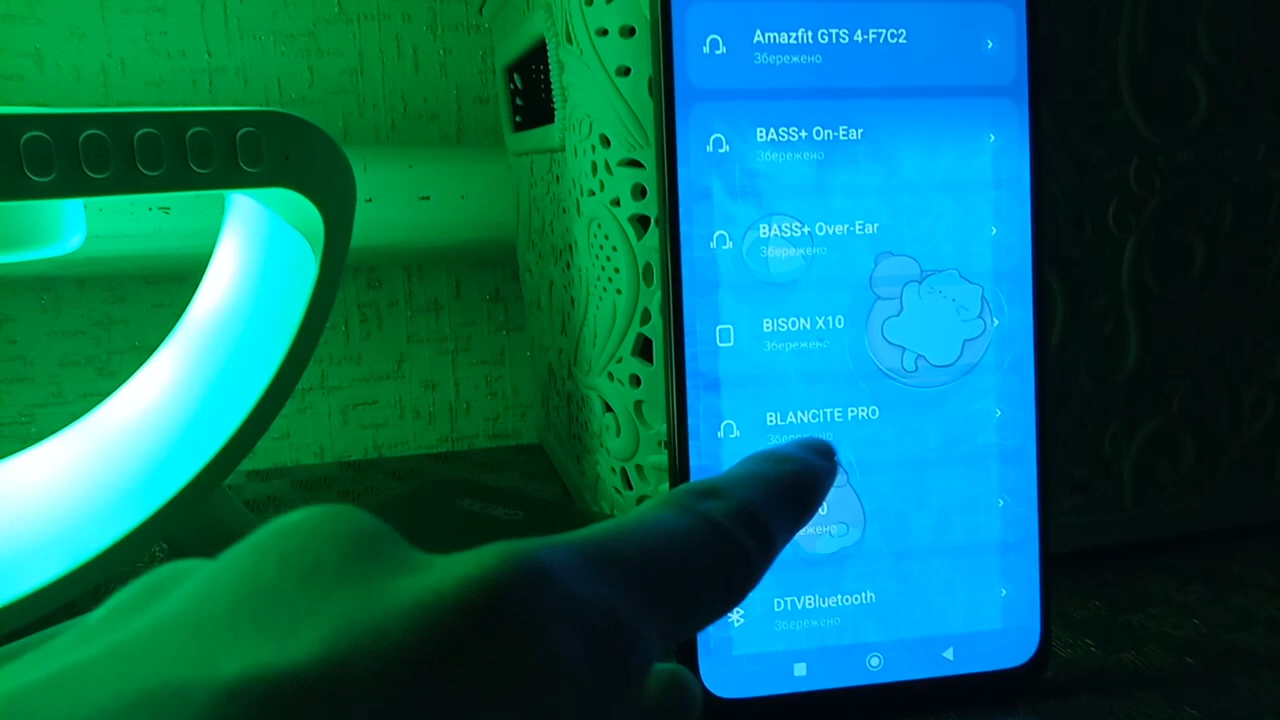 Amazfit GTS 4-F7C2
Збережено
BASS+ On-Ear
Збережено
BASS+ Over-Ear
Збережено
BISON X10
Збережено
BLANCITE PRO
Збережено
DTVBluetooth
Збережено